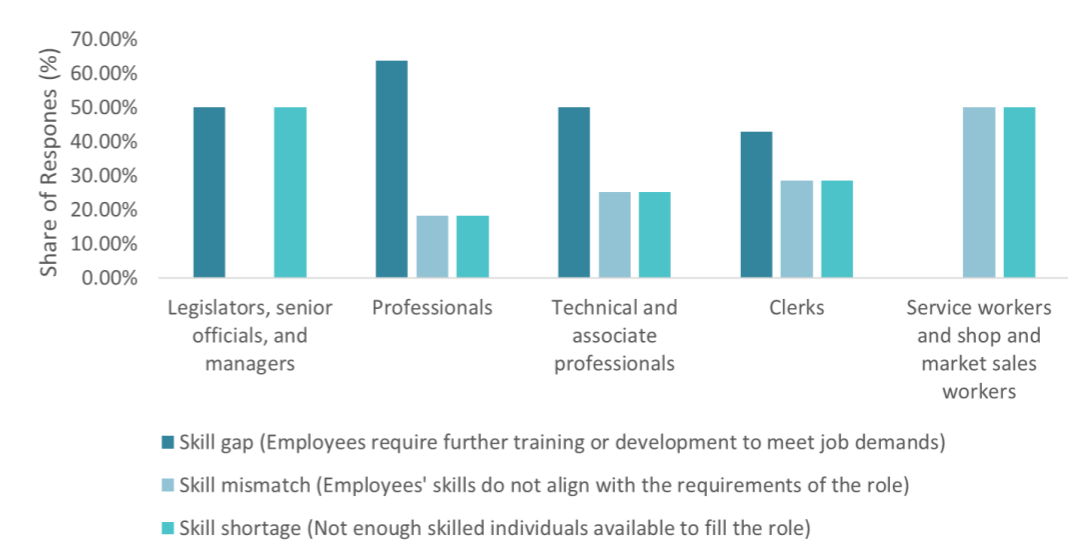 Share of Respones (%)
70.00%
60.00%
50.00%
40.00%
30.00%
20.00%
10.00%
0.00%
Legislators, senior
officials, and
managers
Professionals
Technical and
associate
professionals
Clerks
Service workers
and shop and
market sales
workers
Skill gap (Employees require further training or development to meet job demands)
Skill mismatch (Employees' skills do not align with the requirements of the role)
Skill shortage (Not enough skilled individuals available to fill the role)